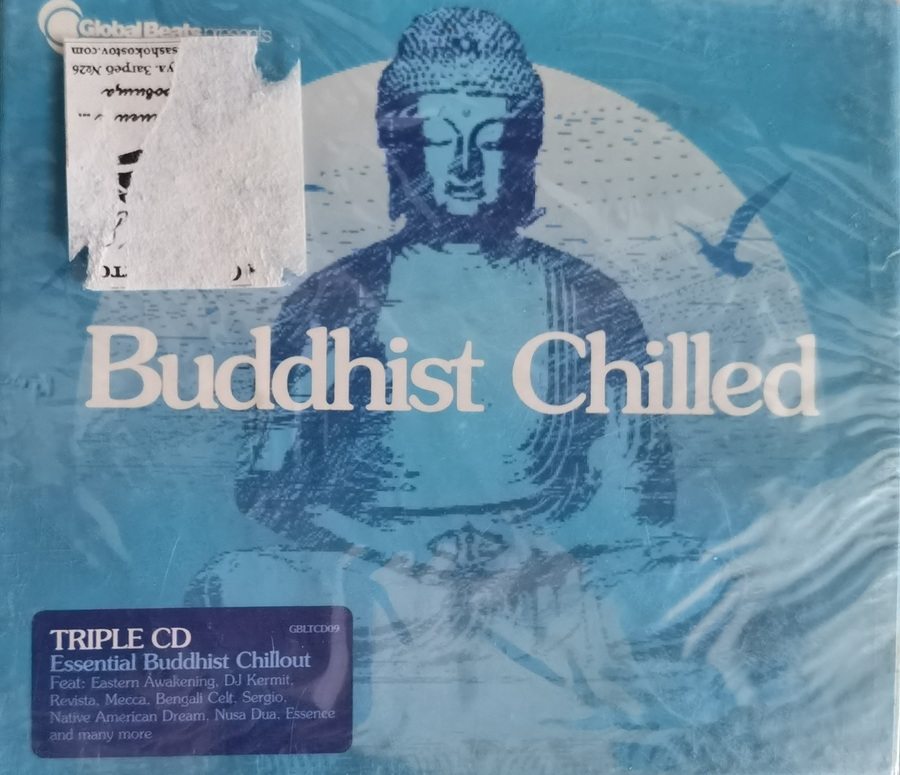 Global Beats presents
sashokostov.com
ул. Загреб №26
Buddhist Chilled
TRIPLE CD GBLTCD09
Essential Buddhist Chillout
Feat: Eastern Awakening, DJ Kermit,
Revista, Mecca, Bengali Celt, Sergio,
Native American Dream, Nusa Dua, Essence
and many more